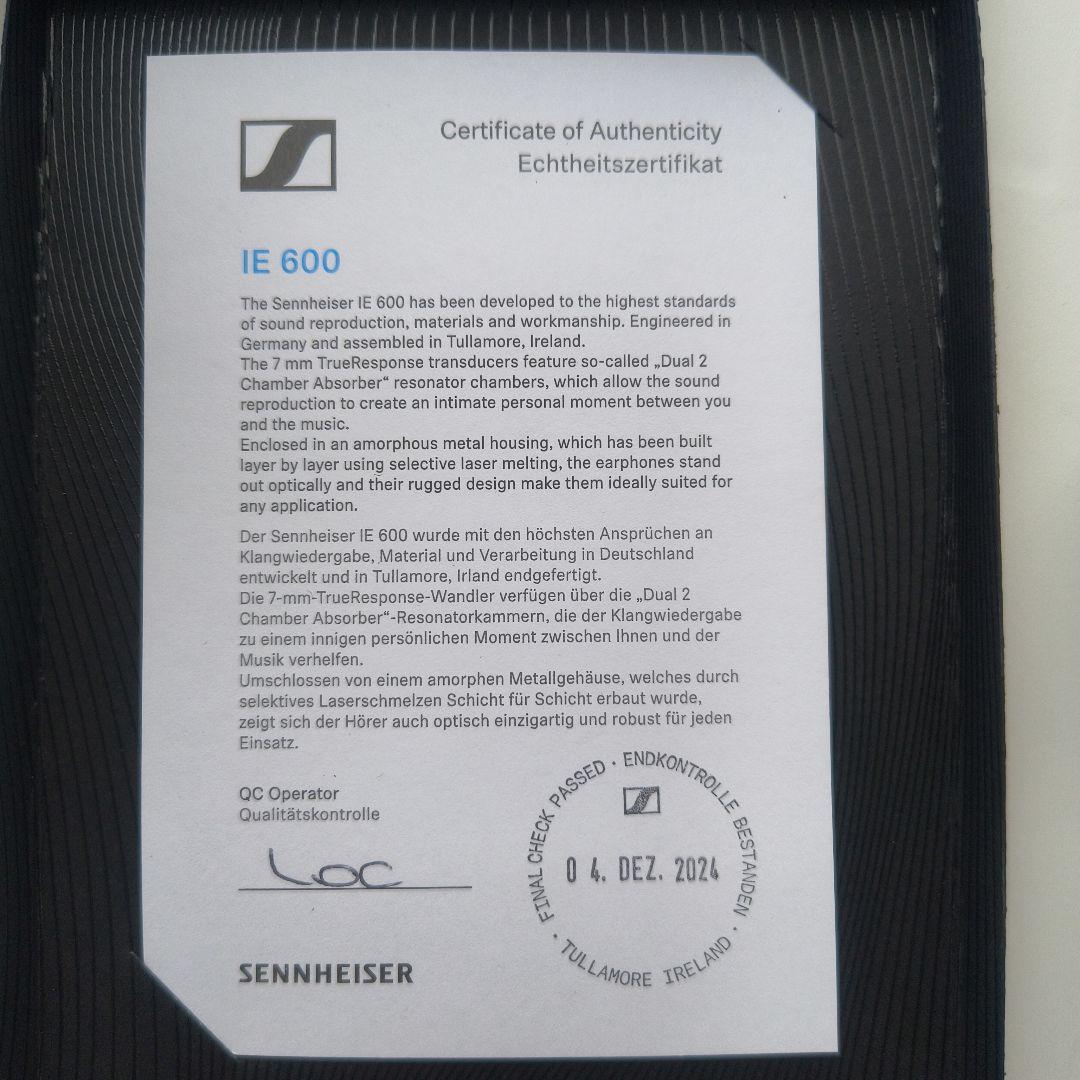 Certificate of Authenticity
Echtheitszertifikat
IE 600
The Sennheiser IE 600 has been developed to the highest standards
of sound reproduction, materials and workmanship. Engineered in
Germany and assembled in Tullamore, Ireland.
The 7 mm TrueResponse transducers feature so-called „Dual 2
Chamber Absorber“ resonator chambers, which allow the sound
reproduction to create an intimate personal moment between you
and the music.
Enclosed in an amorphous metal housing, which has been built
layer by layer using selective laser melting, the earphones stand
out optically and their rugged design make them ideally suited for
any application.
Der Sennheiser IE 600 wurde mit den höchsten Ansprüchen an
Klangwiedergabe, Material und Verarbeitung in Deutschland
entwickelt und in Tullamore, Irland endgefertigt.
Die 7-mm-TrueResponse-Wandler verfügen über die „Dual 2
Chamber Absorber“-Resonatorkammern, die der Klangwiedergabe
zu einem innigen persönlichen Moment zwischen Ihnen und der
Musik verhelfen.
Umschlossen von einem amorphen Metallgehäuse, welches durch
selektives Laserschmelzen Schicht für Schicht erbaut wurde,
zeigt sich der Hörer auch optisch einzigartig und robust für jeden
Einsatz.
QC Operator
Qualitätskontrolle
LOC
SENNHEISER
FINAL CHECK PASSED · ENDKONTROLLE BESTANDEN · TULLAMORE IRELAND ·
0 4. DEZ. 2024